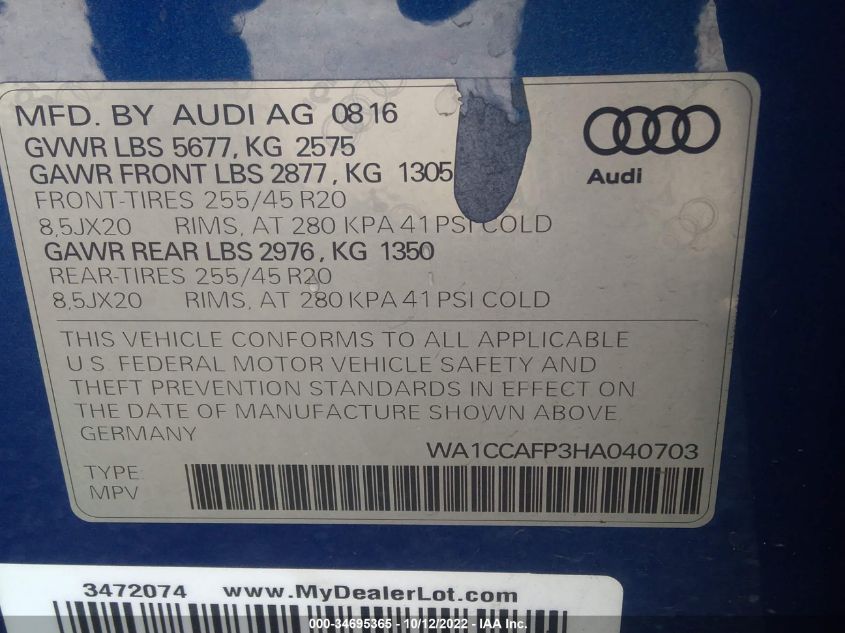 MFD. BY AUDI AG 0816
GVWR LBS 5677, KG 2575
GAWR FRONT LBS 2877, KG 1305
FRONT-TIRES 255/45 R20
8,5JX20 RIMS, AT 280 KPA 41 PSI COLD
GAWR REAR LBS 2976, KG 1350
REAR-TIRES 255/45 R20
8,5JX20 RIMS, AT 280 KPA 41 PSI COLD
Audi
THIS VEHICLE CONFORMS TO ALL APPLICABLE
U.S. FEDERAL MOTOR VEHICLE SAFETY AND
THEFT PREVENTION STANDARDS IN EFFECT ON
THE DATE OF MANUFACTURE SHOWN ABOVE.
GERMANY
WA1CCAFP3HA040703
TYPE:
MPV
3472074 www.MyDealerLot.com
000-34695365 - 10/12/2022 - IAA Inc.